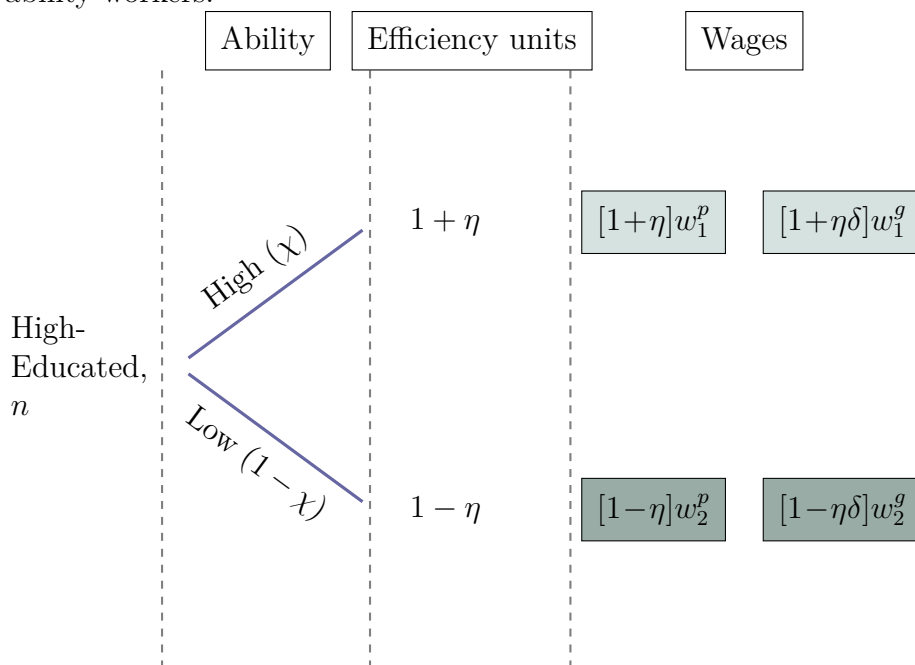 ability workers.
Ability Efficiency units Wages
High (χ)
1 + η [1+η]w₁ᵖ [1+ηδ]w₁ᵍ
High-
Educated,
n
Low (1 − χ)
1 − η [1−η]w₂ᵖ [1−ηδ]w₂ᵍ